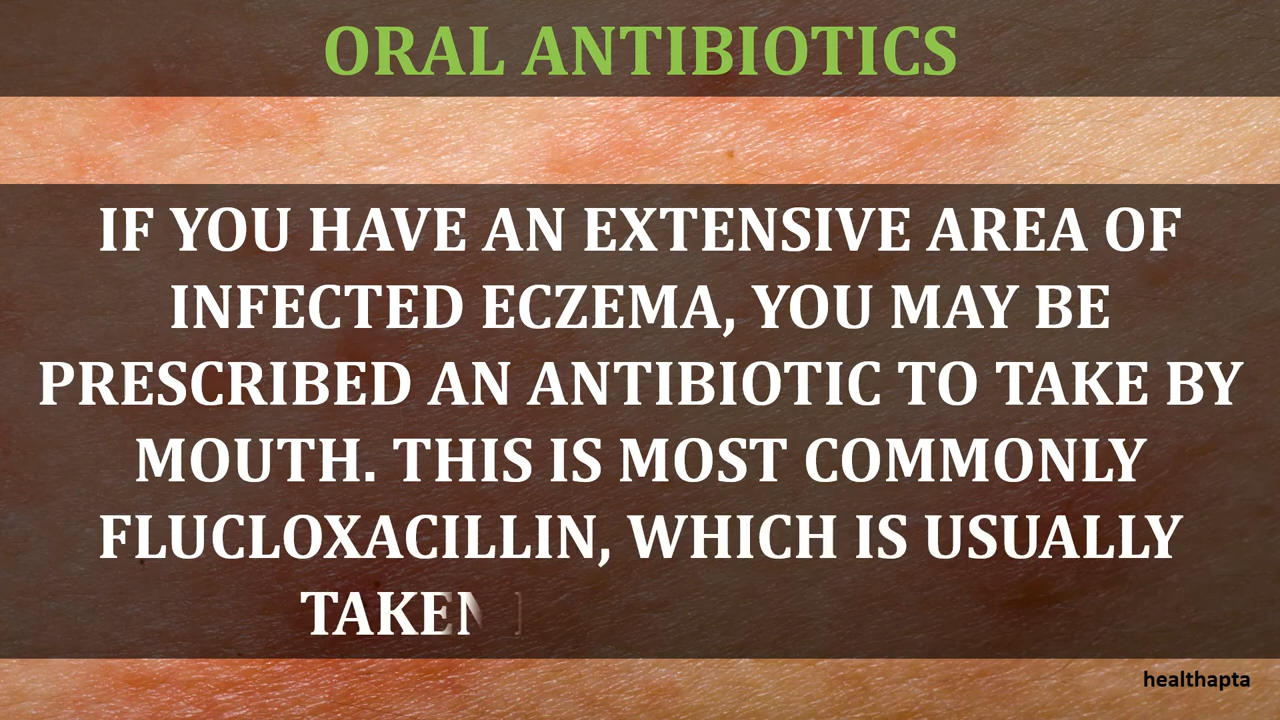 ORAL ANTIBIOTICS
IF YOU HAVE AN EXTENSIVE AREA OF
INFECTED ECZEMA, YOU MAY BE
PRESCRIBED AN ANTIBIOTIC TO TAKE BY
MOUTH. THIS IS MOST COMMONLY
FLUCLOXACILLIN, WHICH IS USUALLY
TAKEN
healthapta